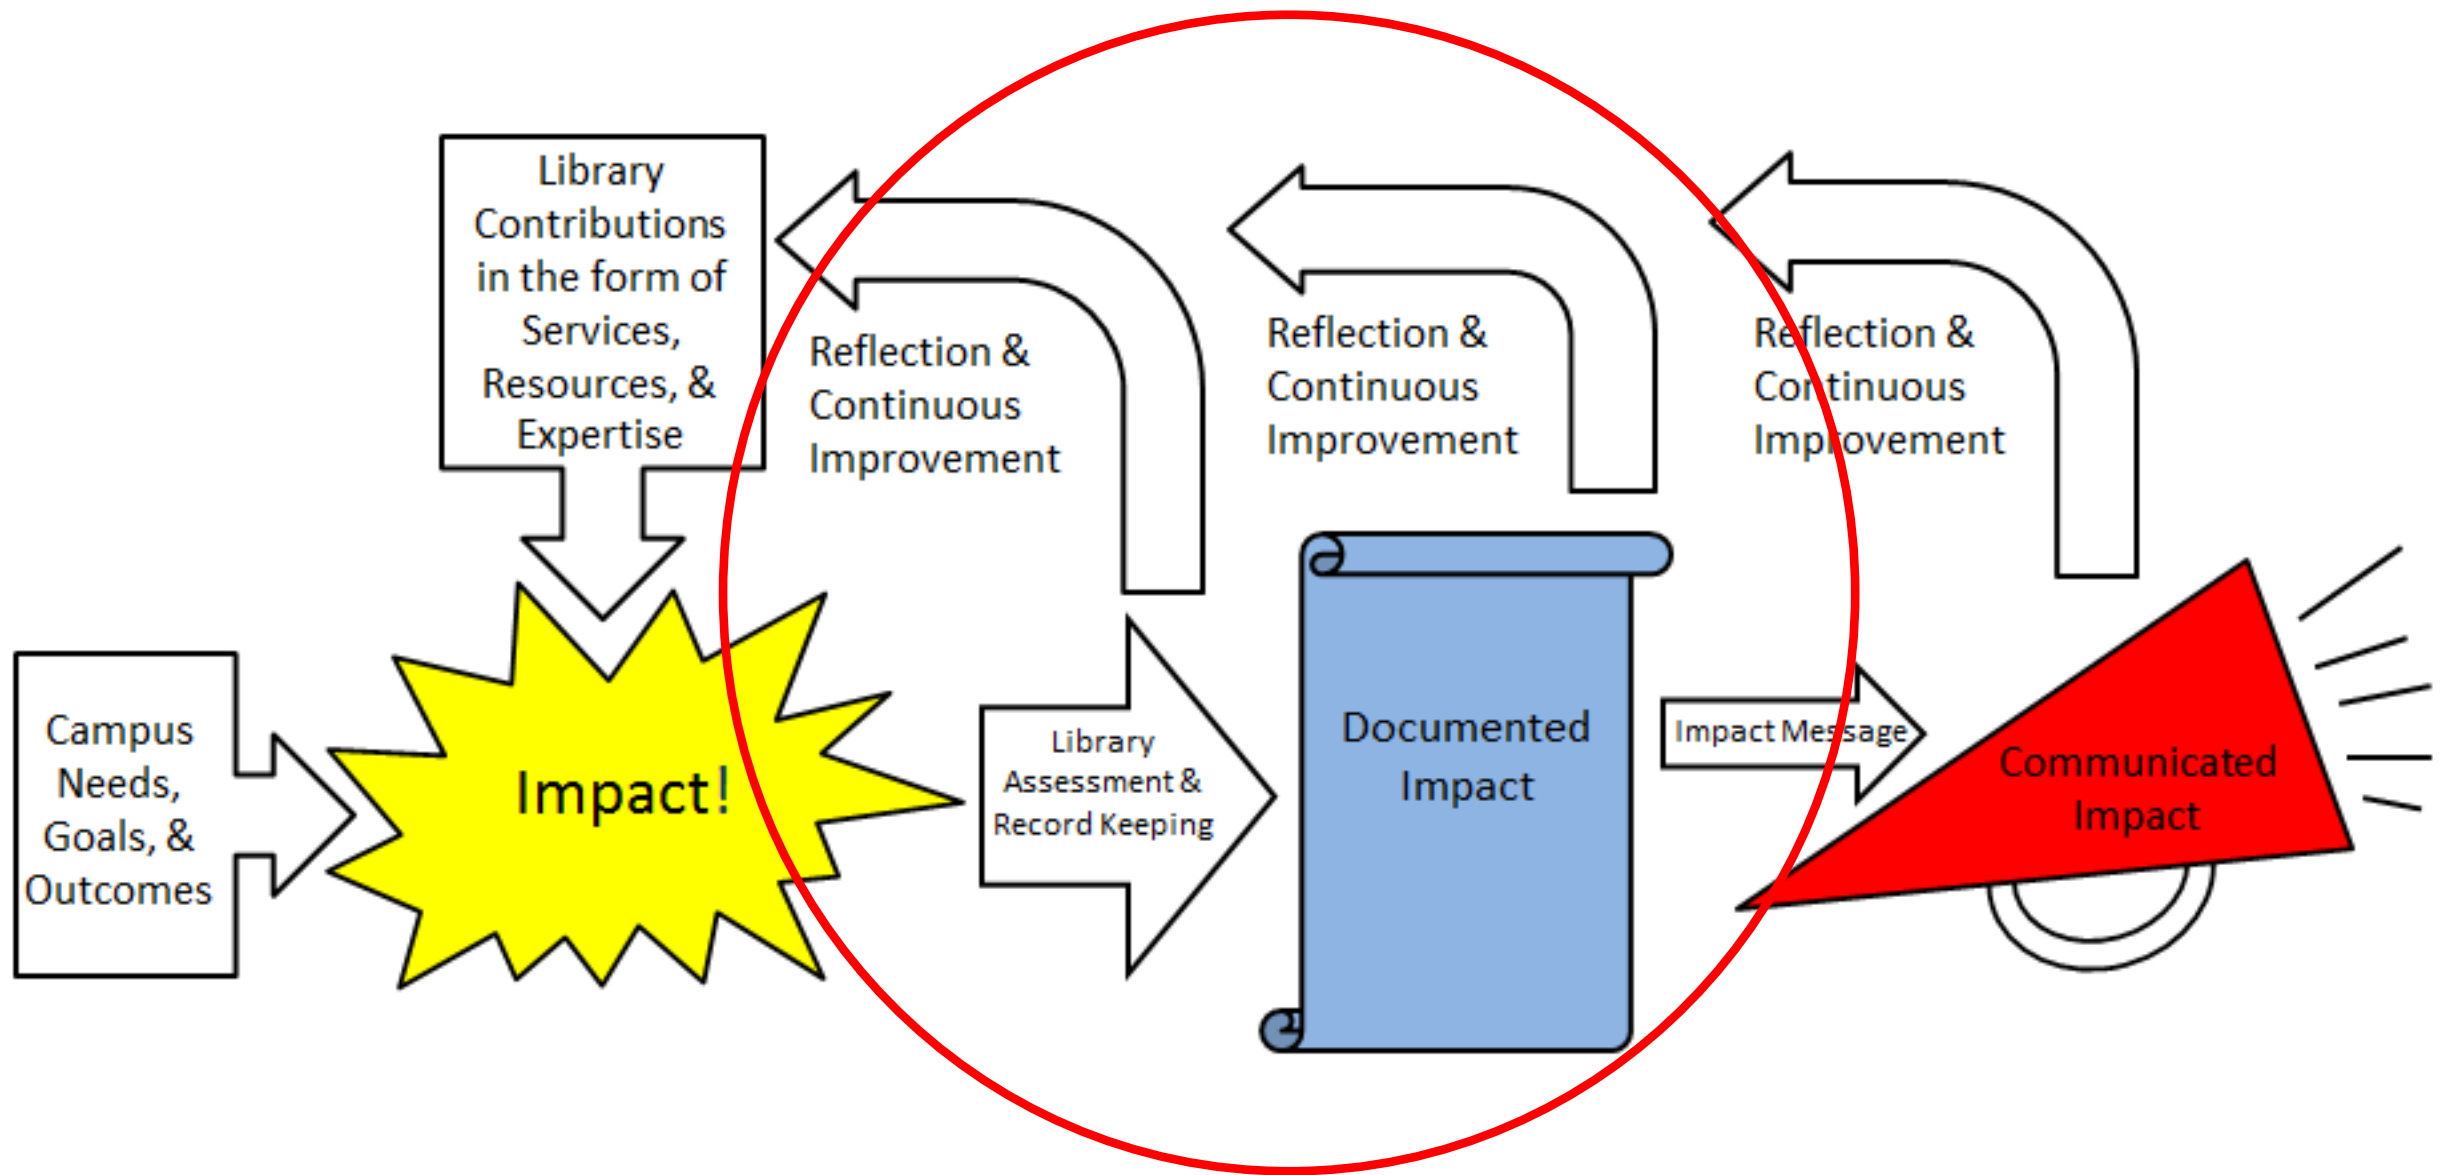 Library
Contributions
in the form of
Services,
Resources, &
Expertise
Reflection &
Continuous
Improvement
Reflection &
Continuous
Improvement
Reflection &
Continuous
Improvement
Campus
Needs,
Goals, &
Outcomes
Impact!
Library
Assessment &
Record Keeping
Documented
Impact
Impact Message
Communicated
Impact